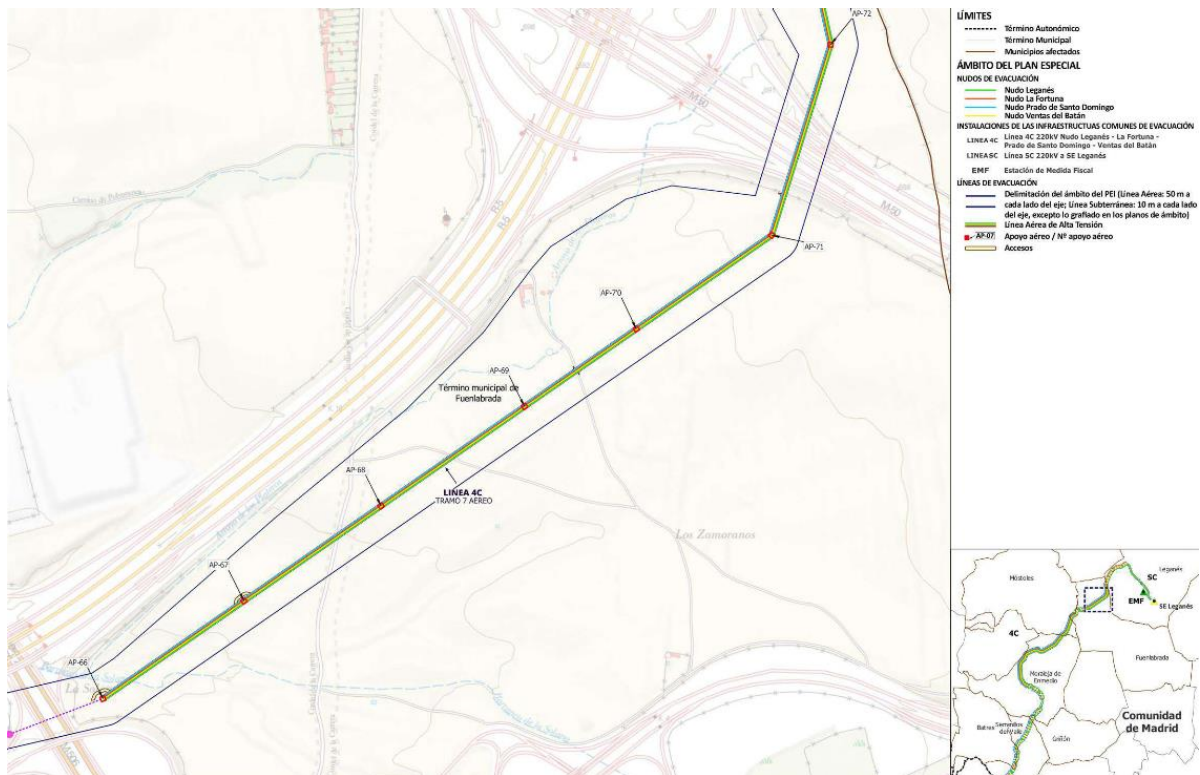 AP-72
AP-71
AP-70
AP-69
Término municipal de
Fuenlabrada
AP-68
LINEA 4C
TRAMO 7 AEREO
Los Zamoranos
AP-67
AP-66
R-5
M 60
LÍMITES
Término Autonómico
Término Municipal
Municipios afectados
ÁMBITO DEL PLAN ESPECIAL
NUDOS DE EVACUACIÓN
Nudo Leganés
Nudo La Fortuna
Nudo Prado de Santo Domingo
Nudo Ventas del Batán
INSTALACIONES DE LAS INFRAESTRUCTUAS COMUNES DE EVACUACIÓN
LINEA 4C Línea 4C 220kV Nudo Leganés - La Fortuna -
Prado de Santo Domingo - Ventas del Batán
LINEA SC Línea SC 220kV a SE Leganés
EMF Estación de Medida Fiscal
LÍNEAS DE EVACUACIÓN
Delimitación del ámbito del PEI (Línea Aérea: 50 m a
cada lado del eje; Línea Subterránea: 10 m a cada lado
del eje, excepto lo grafiado en los planos de ámbito)
Línea Aérea de Alta Tensión
AP-07 Apoyo aéreo / Nº apoyo aéreo
Accesos
Móstoles
Leganés
SC
EMF
SE Leganés
4C
Fuenlabrada
Moraleja de
Enmedio
Batres
Serranillos
del Valle
Griñón
Comunidad
de Madrid